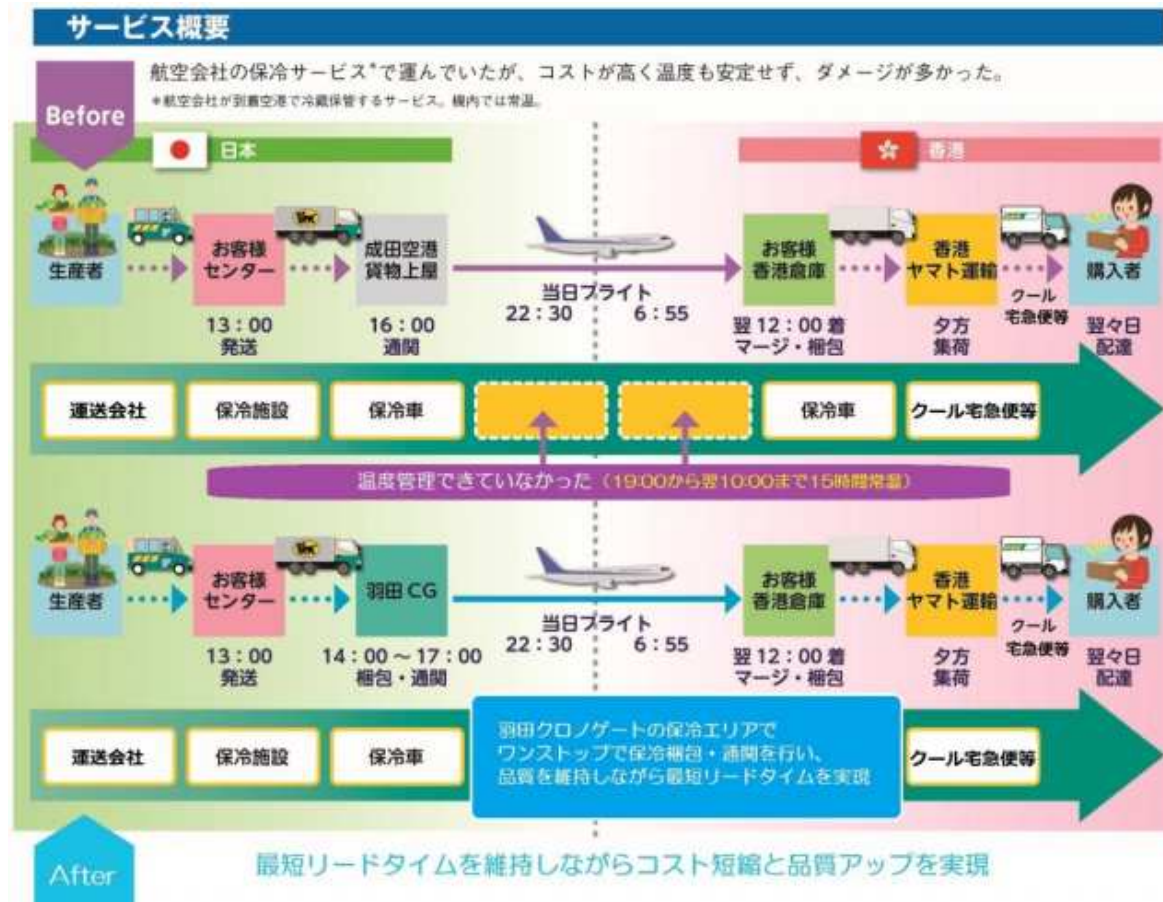 サービス概要
航空会社の保冷サービス*で運んでいたが、コストが高く温度も安定せず、ダメージが多かった。
*航空会社が到着空港で冷蔵保管するサービス。機内では常温。
Before
日本
香港
生産者
お客様
センター
成田空港
貨物上屋
お客様
香港倉庫
香港
ヤマト運輸
購入者
13：00
発送
16：00
通関
当日フライト
22：30
6：55
翌12：00着
マージ・梱包
夕方
集荷
クール
宅急便等
翌々日
配達
運送会社
保冷施設
保冷車
保冷車
クール宅急便等
温度管理できていなかった（19:00から翌10:00まで15時間常温）
生産者
お客様
センター
羽田CG
お客様
香港倉庫
香港
ヤマト運輸
購入者
13：00
発送
14：00～17：00
梱包・通関
当日フライト
22：30
6：55
翌12：00着
マージ・梱包
夕方
集荷
クール
宅急便等
翌々日
配達
運送会社
保冷施設
保冷車
羽田クロノゲートの保冷エリアで
ワンストップで保冷梱包・通関を行い、
品質を維持しながら最短リードタイムを実現
クール宅急便等
After
最短リードタイムを維持しながらコスト短縮と品質アップを実現